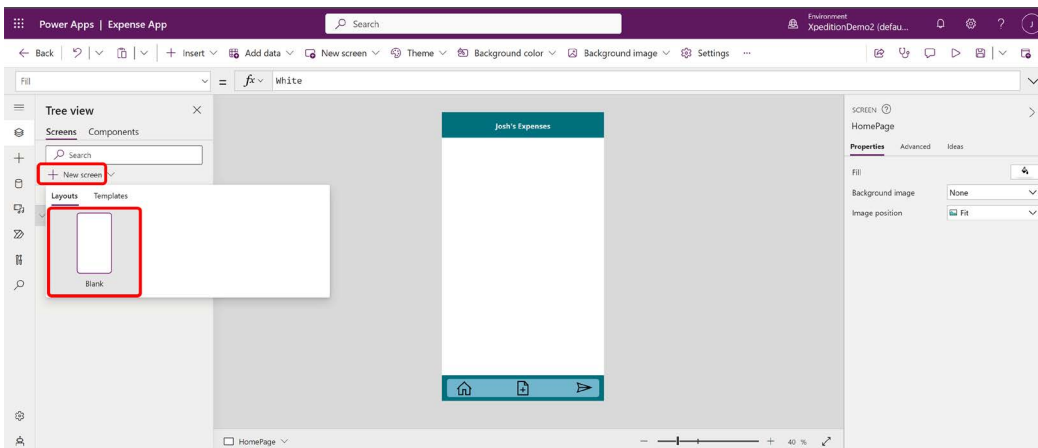 Power Apps | Expense App
Search
Environment
XpeditionDemo2 (defau...
J
Back
Insert
Add data
New screen
Theme
Background color
Background image
Settings
...
Fill
=
fx
White
Tree view
Screens
Components
Search
+ New screen
Layouts
Templates
Blank
Josh's Expenses
SCREEN
HomePage
Properties
Advanced
Ideas
Fill
Background image
None
Image position
Fit
HomePage
40 %